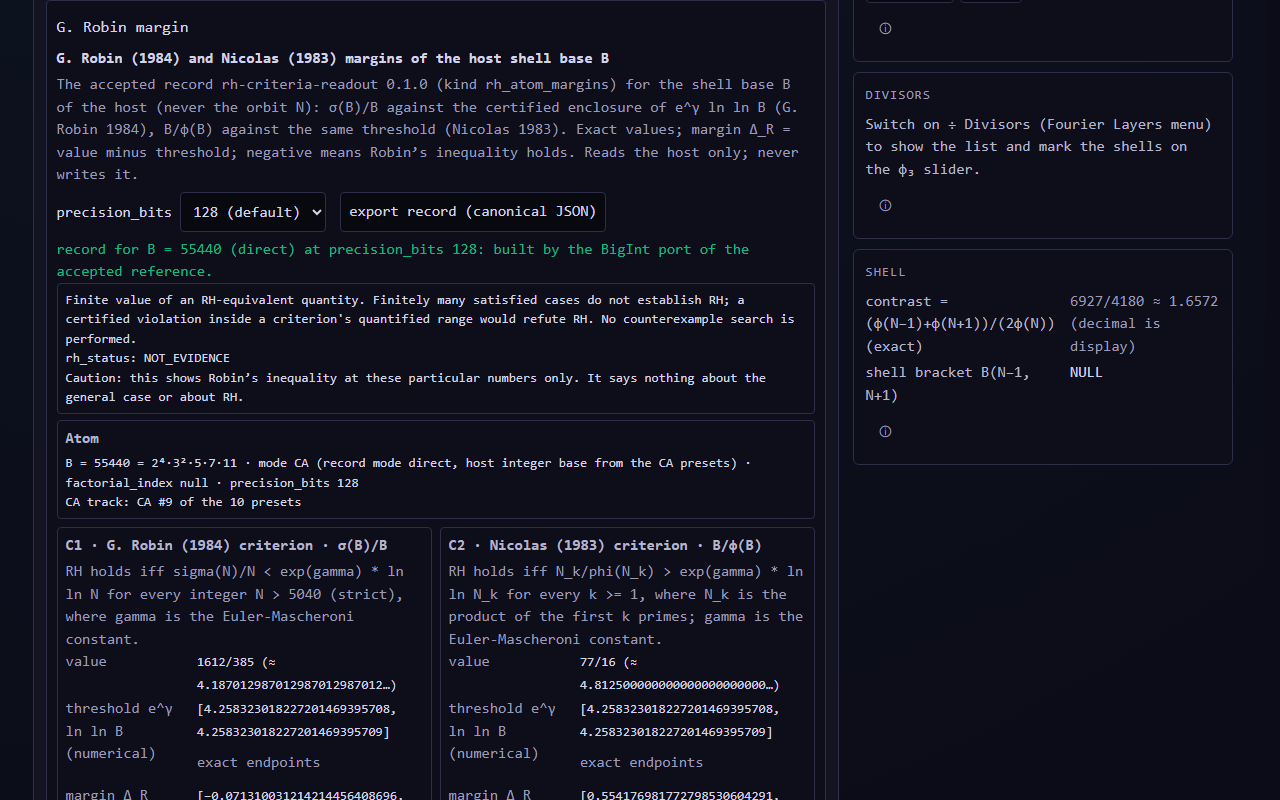 G. Robin margin
G. Robin (1984) and Nicolas (1983) margins of the host shell base B
The accepted record rh-criteria-readout 0.1.0 (kind rh_atom_margins) for the shell base B
of the host (never the orbit N): σ(B)/B against the certified enclosure of e^γ ln ln B (G.
Robin 1984), B/ϕ(B) against the same threshold (Nicolas 1983). Exact values; margin Δ_R =
value minus threshold; negative means Robin’s inequality holds. Reads the host only; never
writes it.
precision_bits 128 (default) export record (canonical JSON)
record for B = 55440 (direct) at precision_bits 128: built by the BigInt port of the
accepted reference.
Finite value of an RH-equivalent quantity. Finitely many satisfied cases do not establish RH; a
certified violation inside a criterion's quantified range would refute RH. No counterexample search is
performed.
rh_status: NOT_EVIDENCE
Caution: this shows Robin’s inequality at these particular numbers only. It says nothing about the
general case or about RH.
Atom
B = 55440 = 2⁴·3²·5·7·11 · mode CA (record mode direct, host integer base from the CA presets) ·
factorial_index null · precision_bits 128
CA track: CA #9 of the 10 presets
C1 · G. Robin (1984) criterion · σ(B)/B
RH holds iff sigma(N)/N < exp(gamma) * ln
ln N for every integer N > 5040 (strict),
where gamma is the Euler-Mascheroni
constant.
value 1612/385 (≈
4.187012987012987012987012…)
threshold e^γ [4.258323018227201469395708,
ln ln B 4.258323018227201469395709]
(numerical)
exact endpoints
margin Δ_R [−0.071310031214214456408696,
C2 · Nicolas (1983) criterion · B/ϕ(B)
RH holds iff N_k/phi(N_k) > exp(gamma) * ln
ln N_k for every k >= 1, where N_k is the
product of the first k primes; gamma is the
Euler-Mascheroni constant.
value 77/16 (≈
4.812500000000000000000000…)
threshold e^γ [4.258323018227201469395708,
ln ln B 4.258323018227201469395709]
(numerical)
exact endpoints
margin Δ_R [0.554176981772798530604291,
DIVISORS
Switch on ÷ Divisors (Fourier Layers menu)
to show the list and mark the shells on
the ϕ₃ slider.
SHELL
contrast = 6927/4180 ≈ 1.6572
(ϕ(N−1)+ϕ(N+1))/(2ϕ(N)) (decimal is
(exact) display)
shell bracket B(N−1, NULL
N+1)